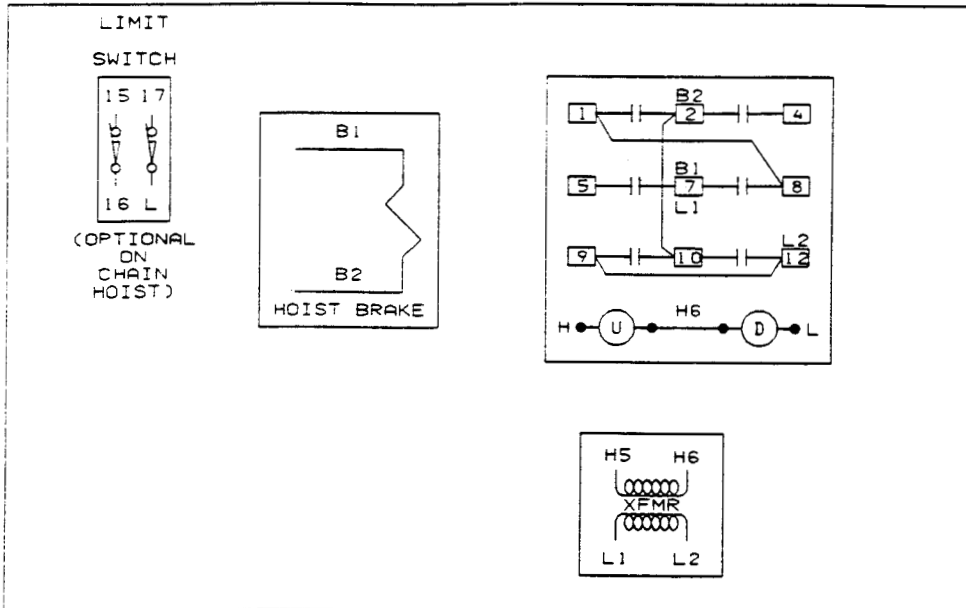 LIMIT
SWITCH
15 17
16 L
(OPTIONAL
ON
CHAIN
HOIST)
B1
B2
HOIST BRAKE
B2
1 2 4
B1
5 7 8
L1
L2
9 10 12
H6
H U D L
H5 H6
XFMR
L1 L2